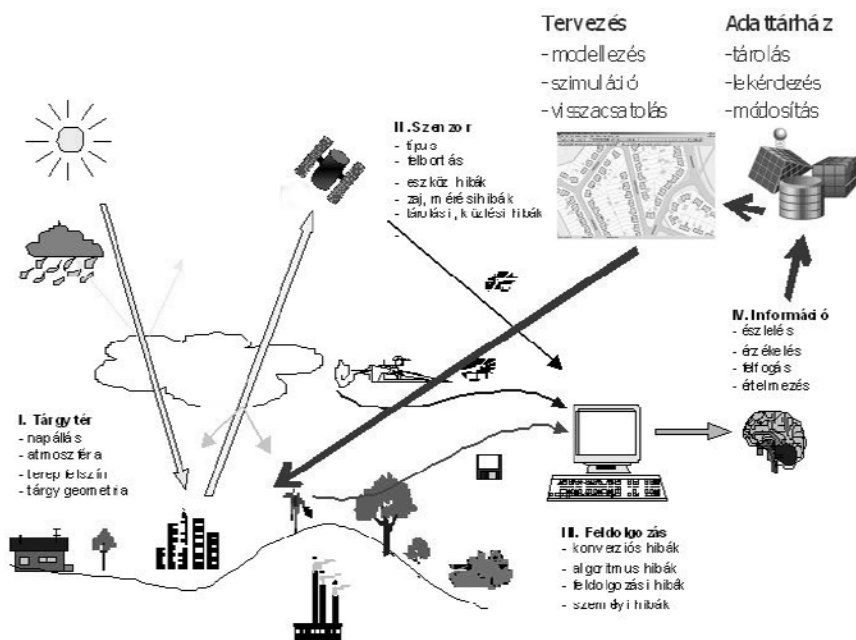 Tervezés
-modellezés
-szimuláció
-visszacsatolás
Adattárház
-tárolás
-lekérdezés
-módosítás
II. Szenzor
- típus
- felbortás
- eszköz hibák
- zaj, mérési hibák
- tárolási, közlési hibák
-
IV. Információ
- észlelés
- érzékelés
- felfogás
- értelmezés
I. Tárgytér
- napállás
- atmoszféra
- terepfelszín
- tárgy geometria
III. Feldolgozás
- konverziós hibák
- algoritmus hibák
- feldolgozási hibák
- személyi hibák